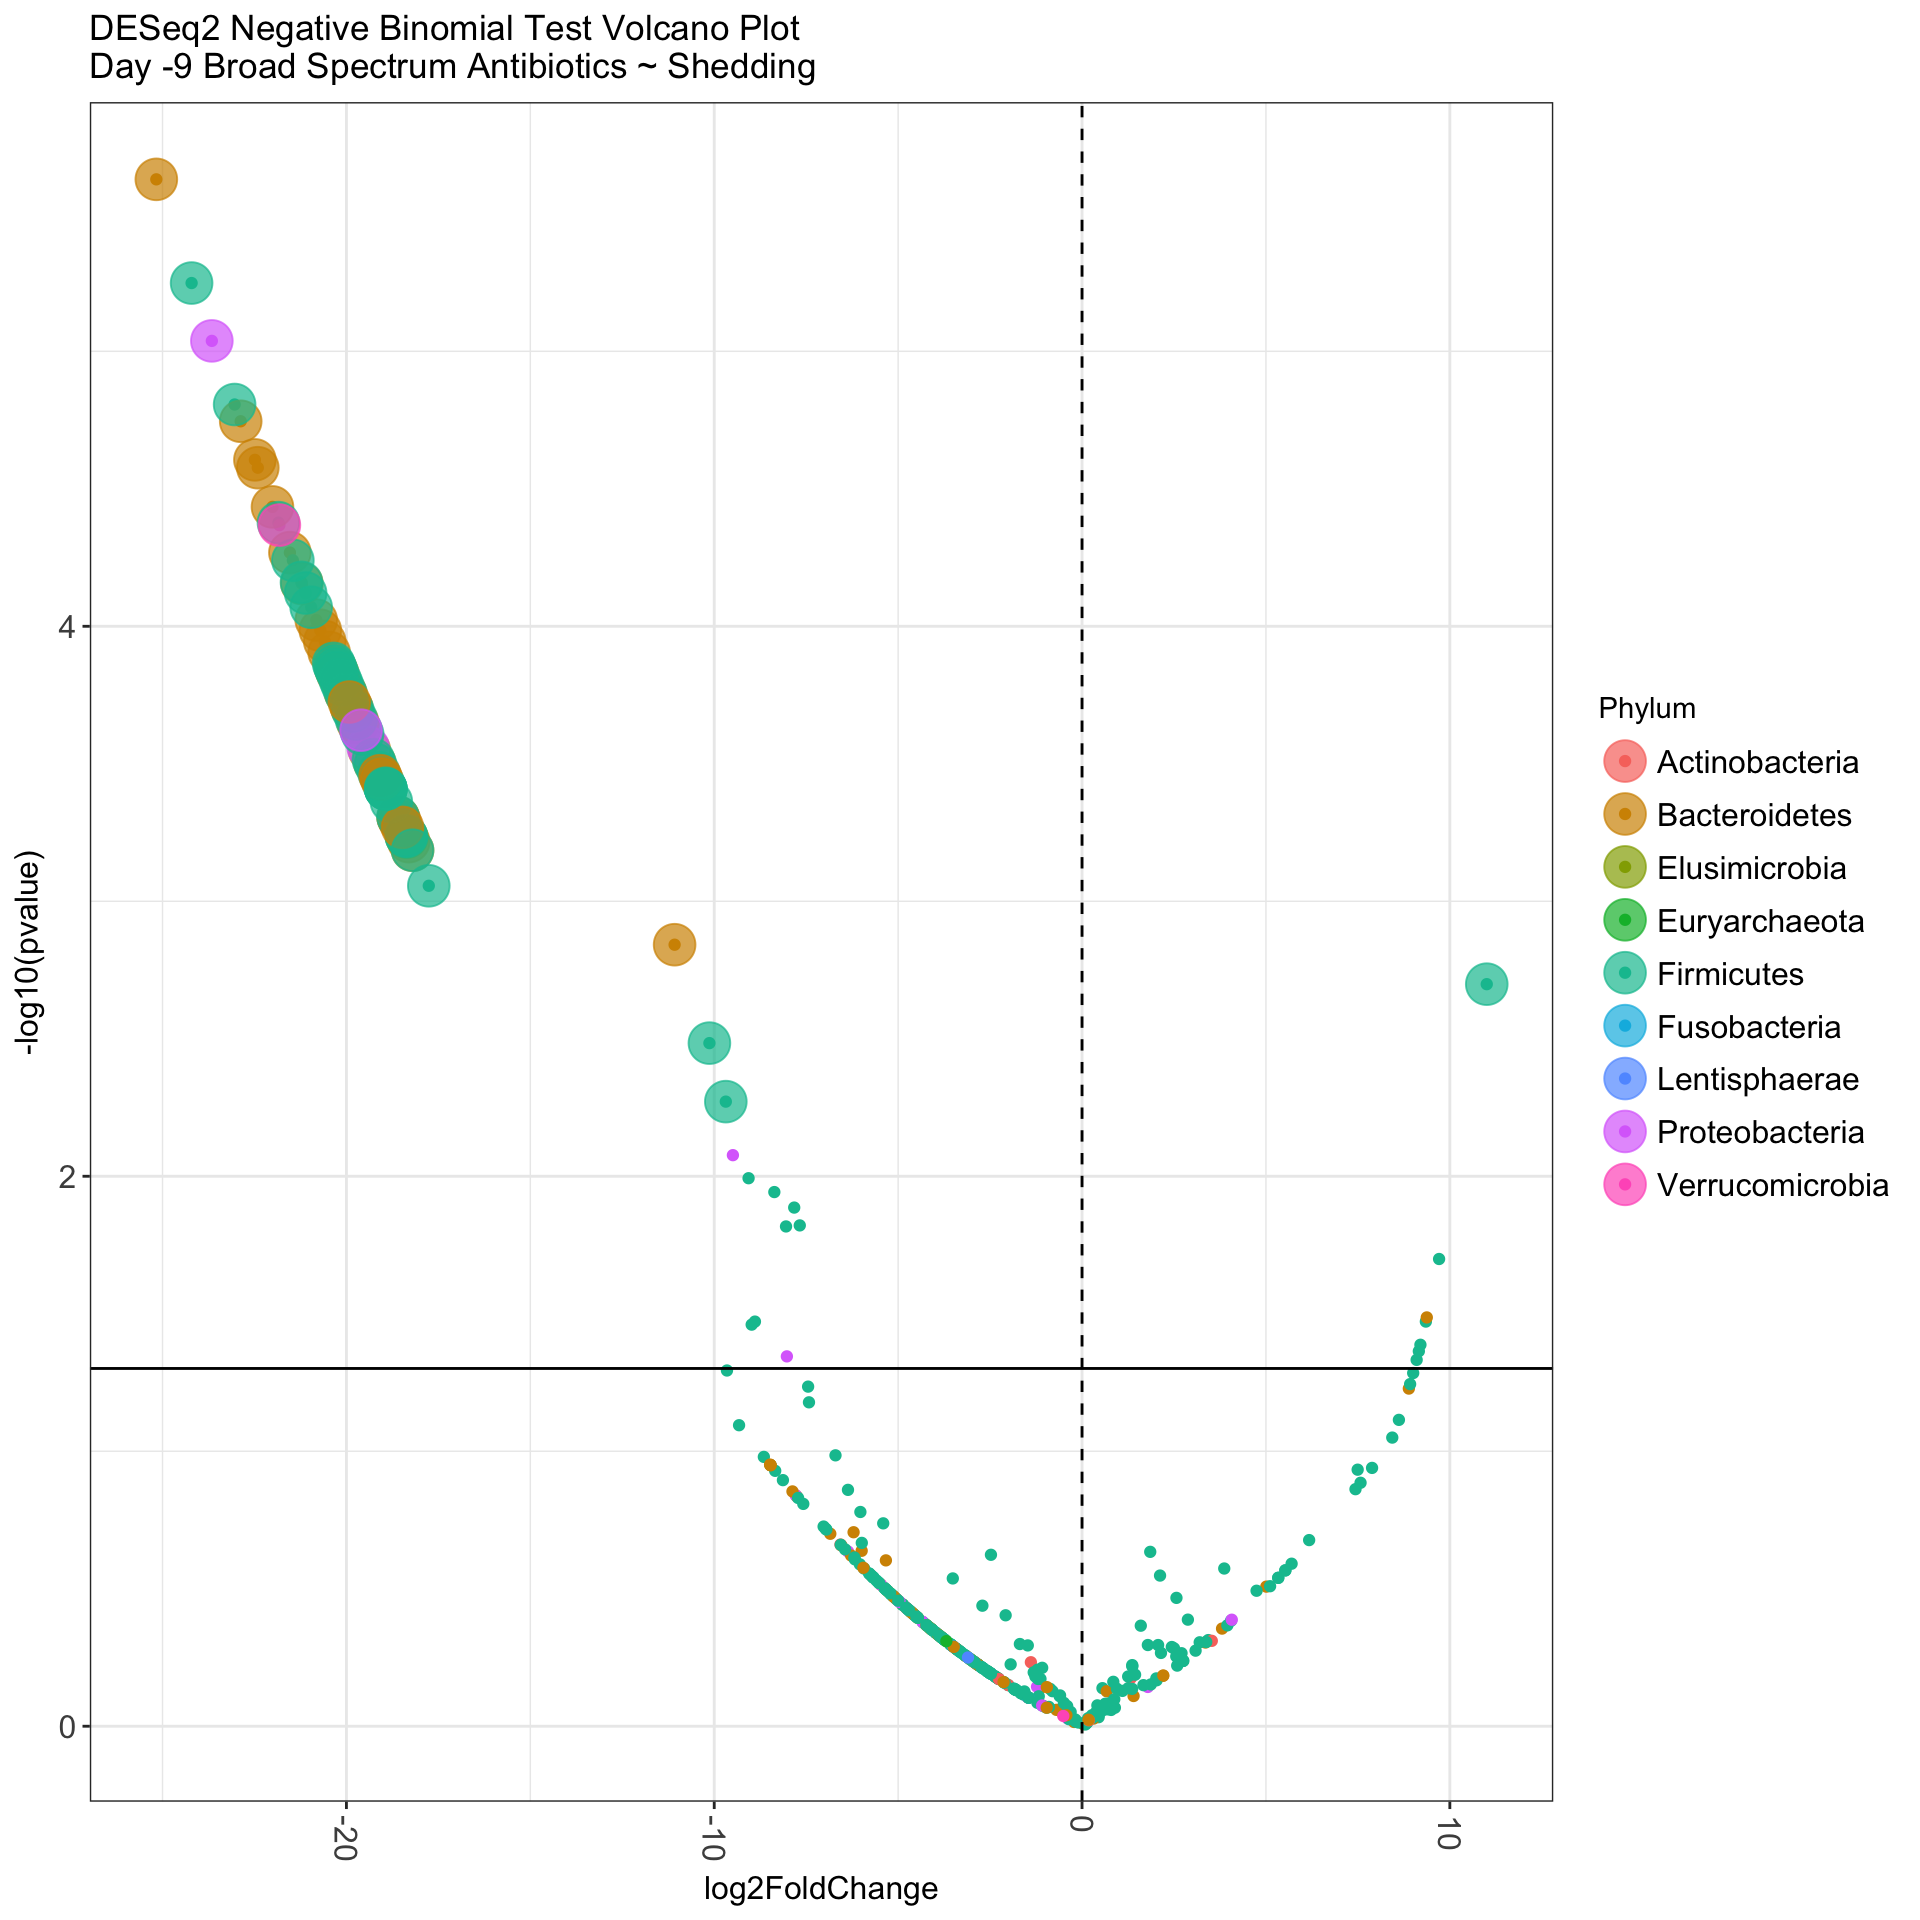 DESeq2 Negative Binomial Test Volcano Plot
Day -9 Broad Spectrum Antibiotics ~ Shedding
-log10(pvalue)
4
2
0
-20
-10
0
10
log2FoldChange
Phylum
Actinobacteria
Bacteroidetes
Elusimicrobia
Euryarchaeota
Firmicutes
Fusobacteria
Lentisphaerae
Proteobacteria
Verrucomicrobia